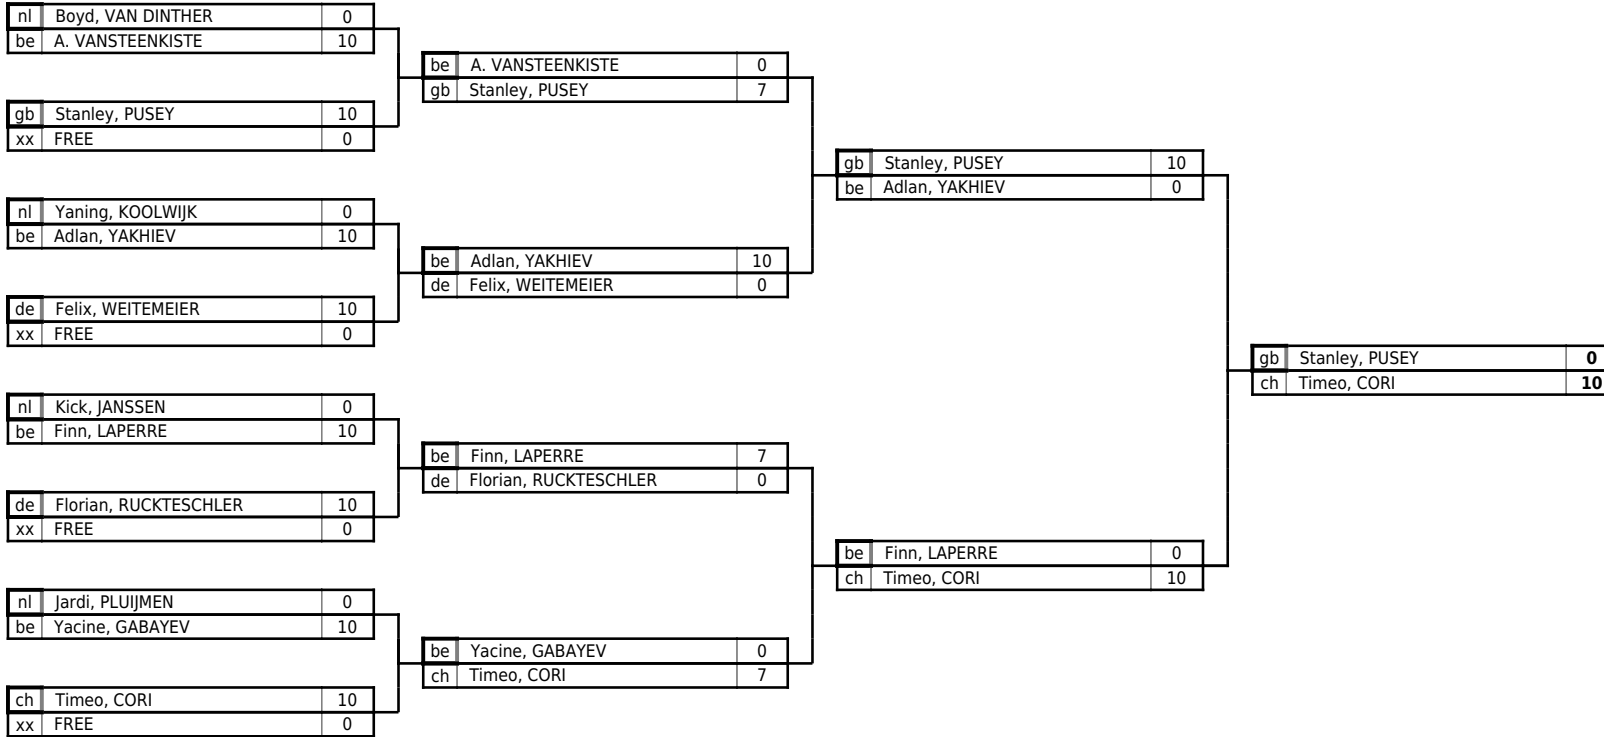 nl Boyd, VAN DINTHER 0
be A. VANSTEENKISTE 10
gb Stanley, PUSEY 10
xx FREE 0
nl Yaning, KOOLWIJK 0
be Adlan, YAKHIEV 10
de Felix, WEITEMEIER 10
xx FREE 0
nl Kick, JANSSEN 0
be Finn, LAPERRE 10
de Florian, RUCKTESCHLER 10
xx FREE 0
nl Jardi, PLUIJMEN 0
be Yacine, GABAYEV 10
ch Timeo, CORI 10
xx FREE 0
be A. VANSTEENKISTE 0
gb Stanley, PUSEY 7
be Adlan, YAKHIEV 10
de Felix, WEITEMEIER 0
be Finn, LAPERRE 7
de Florian, RUCKTESCHLER 0
be Yacine, GABAYEV 0
ch Timeo, CORI 7
gb Stanley, PUSEY 10
be Adlan, YAKHIEV 0
be Finn, LAPERRE 0
ch Timeo, CORI 10
gb Stanley, PUSEY 0
ch Timeo, CORI 10